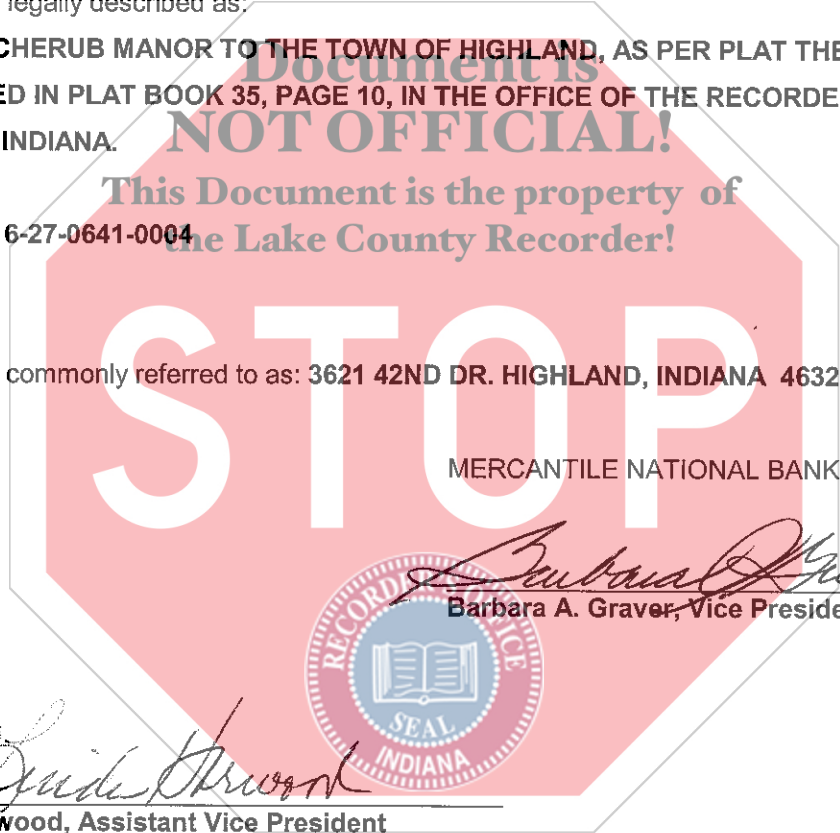 legally described as:
CHERUB MANOR TO THE TOWN OF HIGHLAND, AS PER PLAT THE
Document is
ED IN PLAT BOOK 35, PAGE 10, IN THE OFFICE OF THE RECORDE
NOT OFFICIAL!
INDIANA.
This Document is the property of
6-27-0641-0004
the Lake County Recorder!
STOP
commonly referred to as: 3621 42ND DR. HIGHLAND, INDIANA 4632
MERCANTILE NATIONAL BANK
Barbara A. Graver, Vice Preside
RECORDER'S OFFICE
SEAL
INDIANA
Linda Harwood
wood, Assistant Vice President